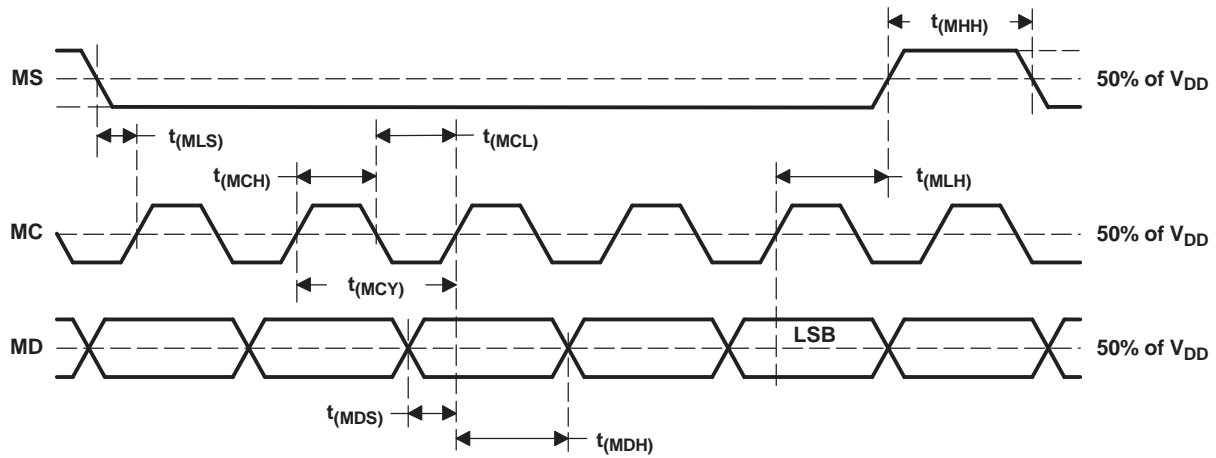 t(MHH)
MS
50% of VDD
t(MLS)
t(MCL)
t(MCH)
t(MLH)
MC
50% of VDD
t(MCY)
LSB
MD
50% of VDD
t(MDS)
t(MDH)